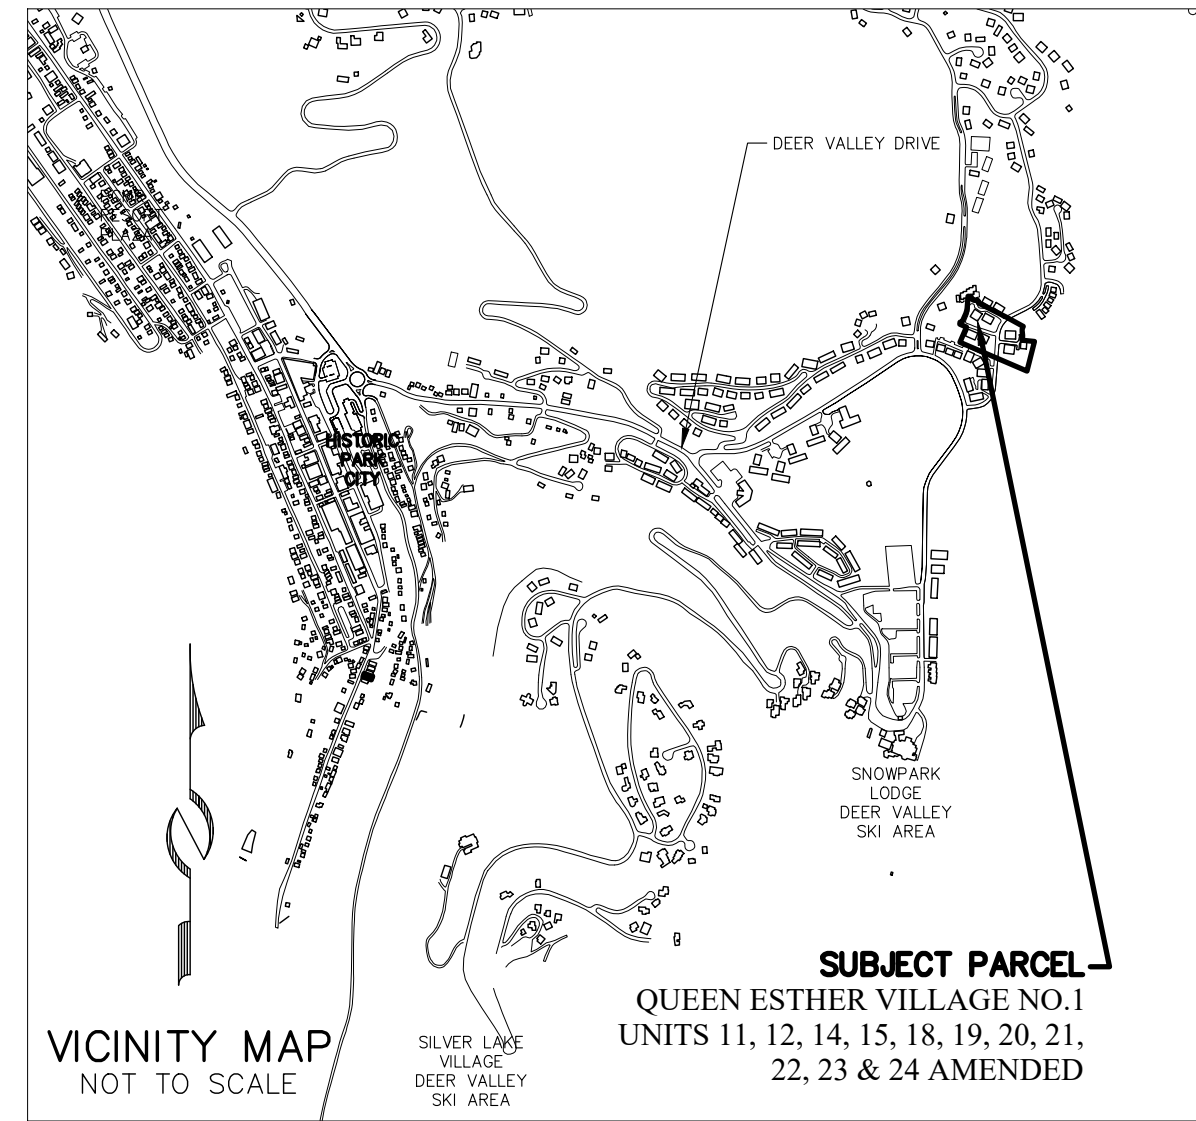 DEER VALLEY DRIVE
HISTORIC
PARK
CITY
SNOWPARK
LODGE
DEER VALLEY
SKI AREA
SUBJECT PARCEL
QUEEN ESTHER VILLAGE NO.1
UNITS 11, 12, 14, 15, 18, 19, 20, 21,
22, 23 & 24 AMENDED
VICINITY MAP
NOT TO SCALE
SILVER LAKE
VILLAGE
DEER VALLEY
SKI AREA